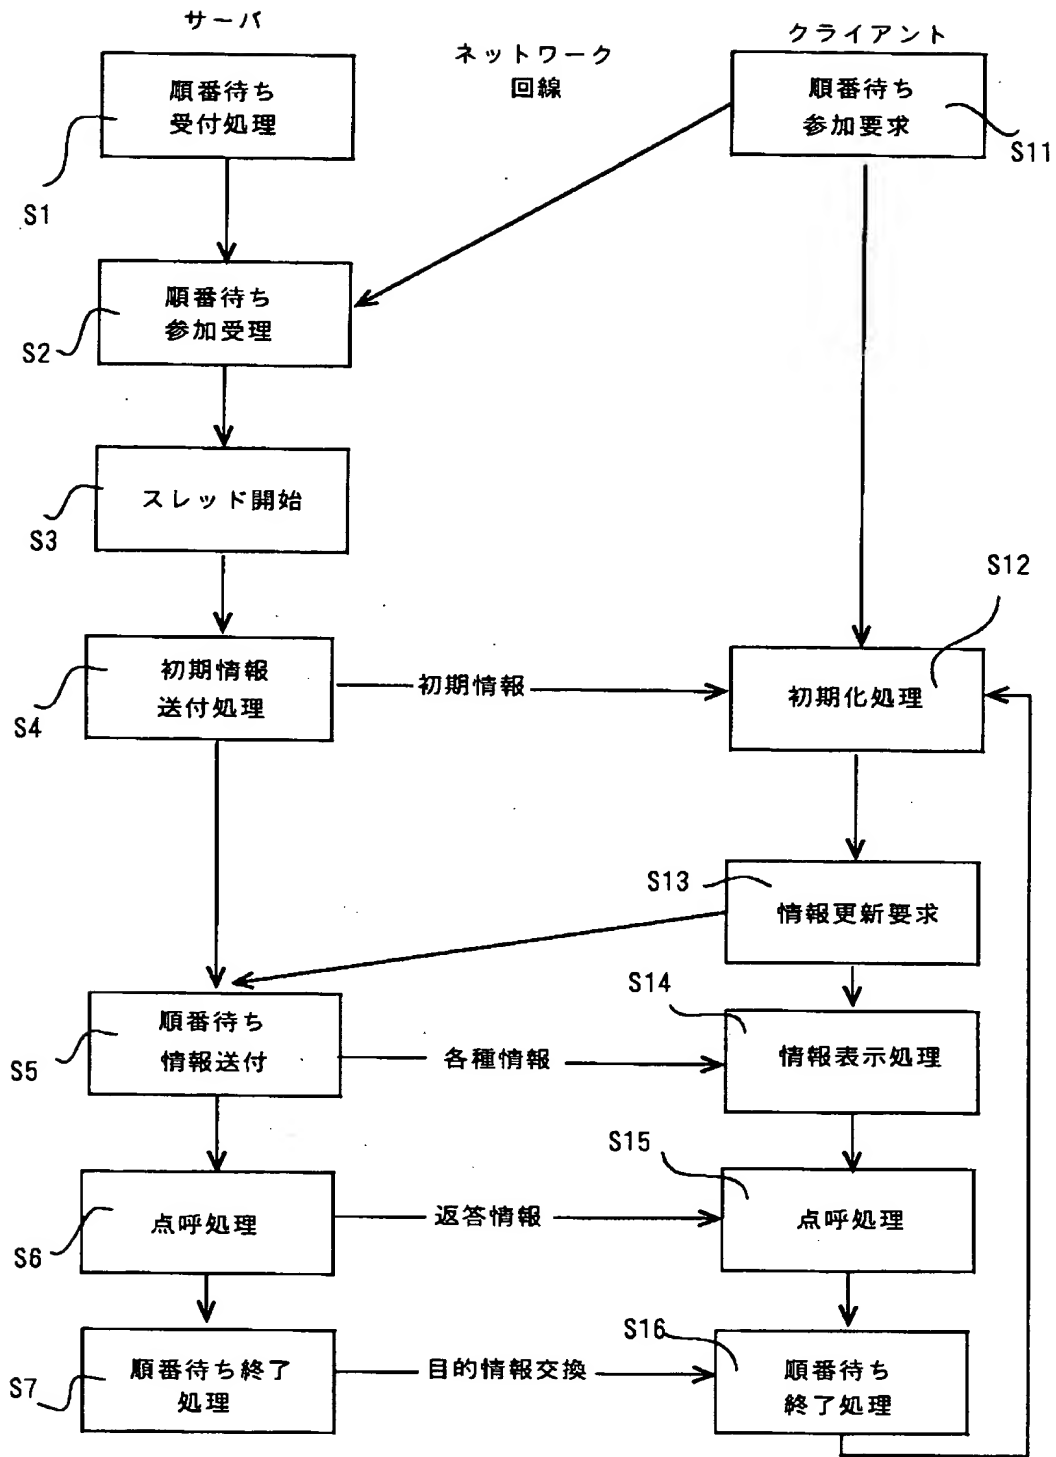 サーバ
ネットワーク
回線
クライアント
順番待ち
受付処理
S1
順番待ち
参加要求
S11
順番待ち
参加受理
S2
スレッド開始
S3
初期情報
送付処理
S4
初期情報
初期化処理
S12
S13
情報更新要求
順番待ち
情報送付
S5
各種情報
S14
情報表示処理
点呼処理
S6
返答情報
S15
点呼処理
順番待ち終了
処理
S7
目的情報交換
S16
順番待ち
終了処理